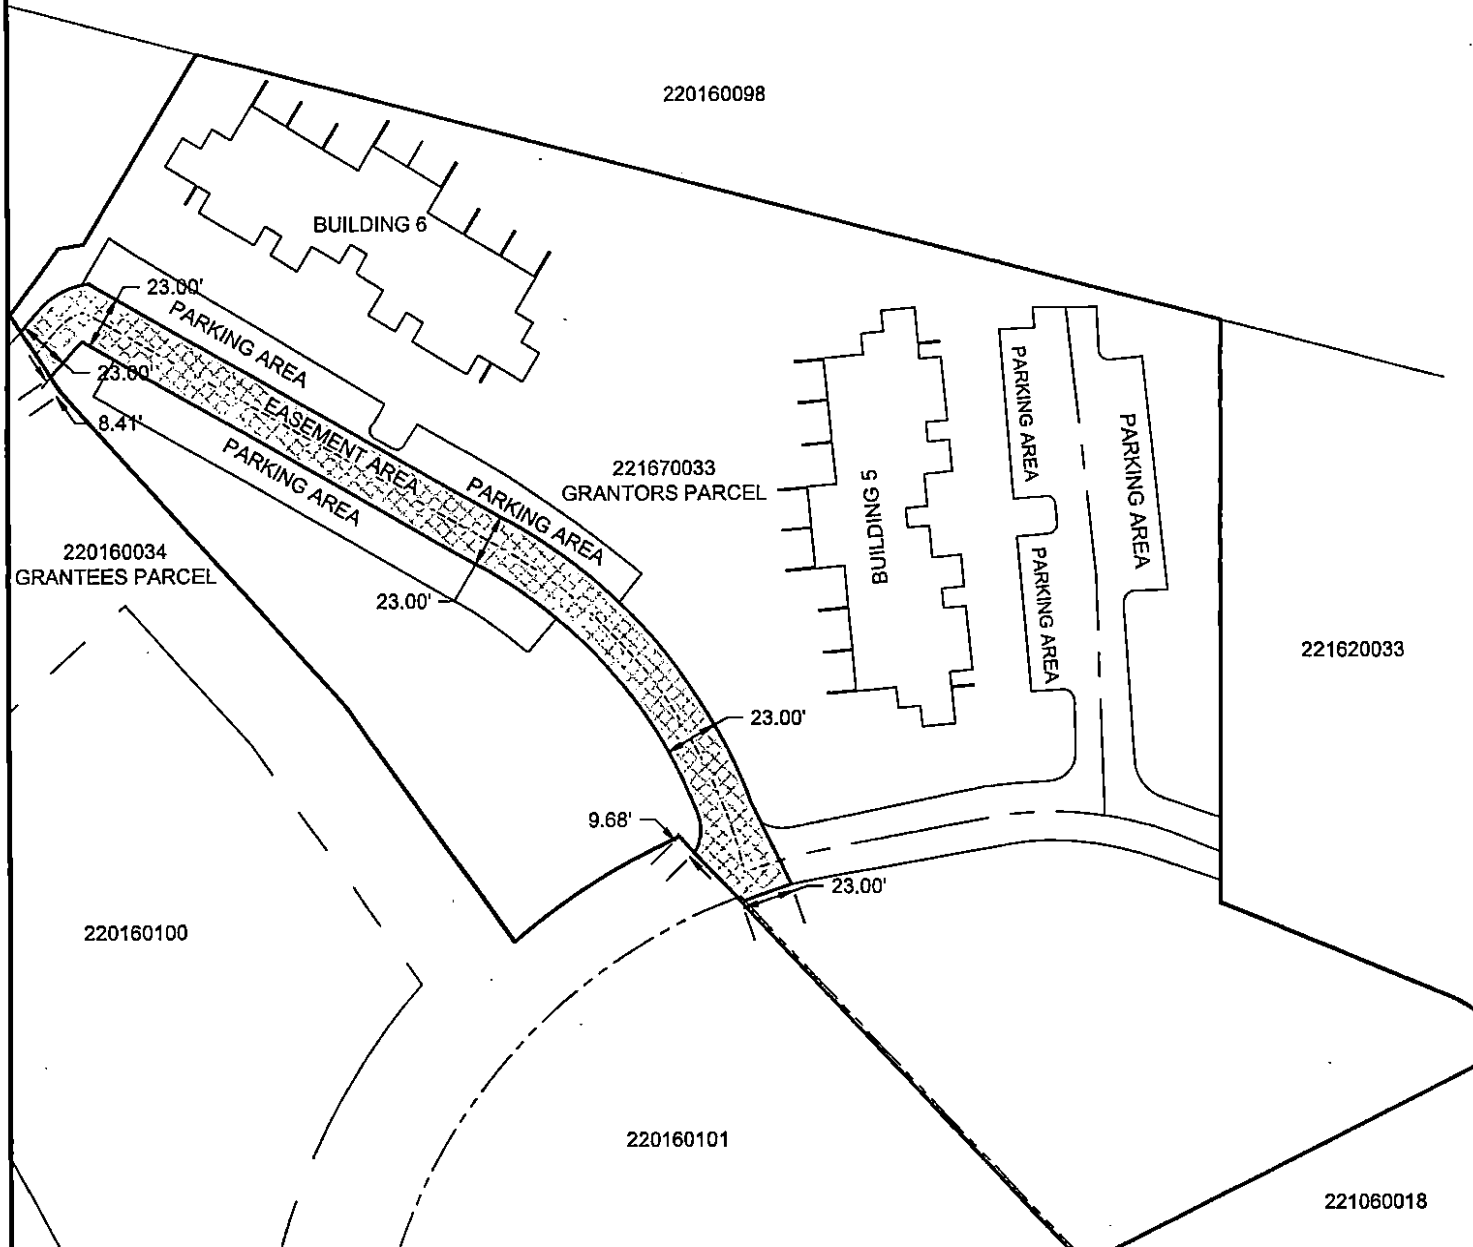 220160098
BUILDING 6
23.00'
PARKING AREA
23.00'
8.41'
EASEMENT AREA
PARKING AREA
PARKING AREA
23.00'
221670033
GRANTORS PARCEL
BUILDING 5
PARKING AREA
PARKING AREA
PARKING AREA
220160034
GRANTEES PARCEL
221620033
23.00'
9.68'
23.00'
220160100
220160101
221060018